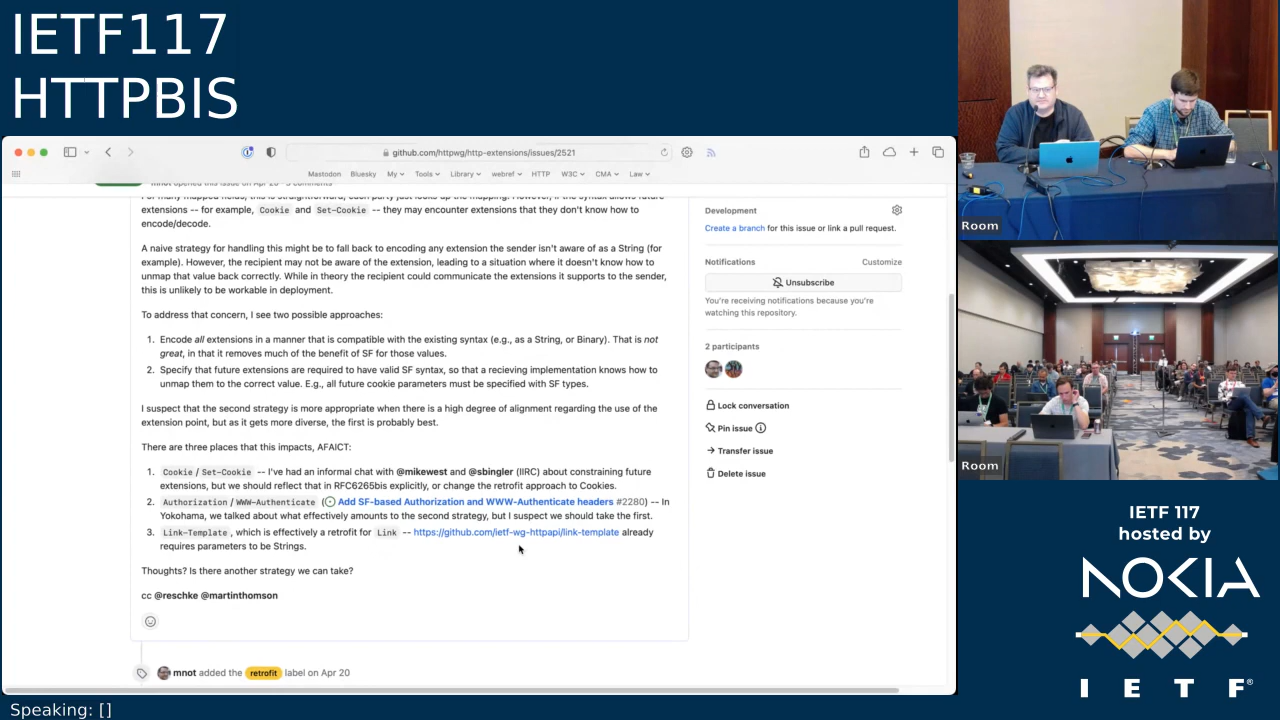 IETF117
HTTPBIS
github.com/httpwg/http-extensions/issues/2521
Mastodon Bluesky My Tools Library webref HTTP W3C CMA Law
mnot opened this issue on Apr 20 · 5 comments
extensions -- for example, Cookie and Set-Cookie -- they may encounter extensions that they don't know how to
encode/decode.
A naive strategy for handling this might be to fall back to encoding any extension the sender isn't aware of as a String (for
example). However, the recipient may not be aware of the extension, leading to a situation where it doesn't know how to
unmap that value back correctly. While in theory the recipient could communicate the extensions it supports to the sender,
this is unlikely to be workable in deployment.
To address that concern, I see two possible approaches:
1. Encode all extensions in a manner that is compatible with the existing syntax (e.g., as a String, or Binary). That is not
great, in that it removes much of the benefit of SF for those values.
2. Specify that future extensions are required to have valid SF syntax, so that a recieving implementation knows how to
unmap them to the correct value. E.g., all future cookie parameters must be specified with SF types.
I suspect that the second strategy is more appropriate when there is a high degree of alignment regarding the use of the
extension point, but as it gets more diverse, the first is probably best.
There are three places that this impacts, AFAICT:
1. Cookie / Set-Cookie -- I've had an informal chat with @mikewest and @sbingler (IIRC) about constraining future
extensions, but we should reflect that in RFC6265bis explicitly, or change the retrofit approach to Cookies.
2. Authorization / WWW-Authenticate ( Add SF-based Authorization and WWW-Authenticate headers #2280) -- In
Yokohama, we talked about what effectively amounts to the second strategy, but I suspect we should take the first.
3. Link-Template, which is effectively a retrofit for Link -- https://github.com/ietf-wg-httpapi/link-template already
requires parameters to be Strings.
Thoughts? Is there another strategy we can take?
cc @reschke @martinthomson
mnot added the retrofit label on Apr 20
Development
Create a branch for this issue or link a pull request.
Notifications Customize
Unsubscribe
You're receiving notifications because you're
watching this repository.
2 participants
Lock conversation
Pin issue
Transfer issue
Delete issue
Room
Room
IETF 117
hosted by
NOKIA
I E T F®
Speaking: []